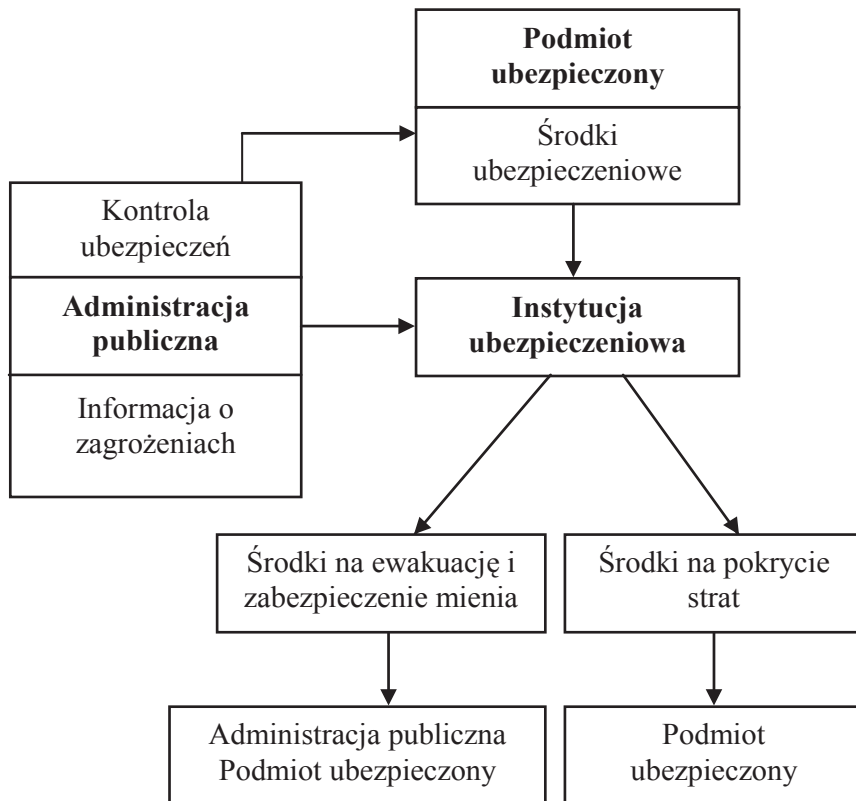 Podmiot
ubezpieczony
Środki
ubezpieczeniowe
Kontrola
ubezpieczeń
Administracja
publiczna
Informacja o
zagrożeniach
Instytucja
ubezpieczeniowa
Środki na ewakuację i
zabezpieczenie mienia
Środki na pokrycie
strat
Administracja publiczna
Podmiot ubezpieczony
Podmiot
ubezpieczony